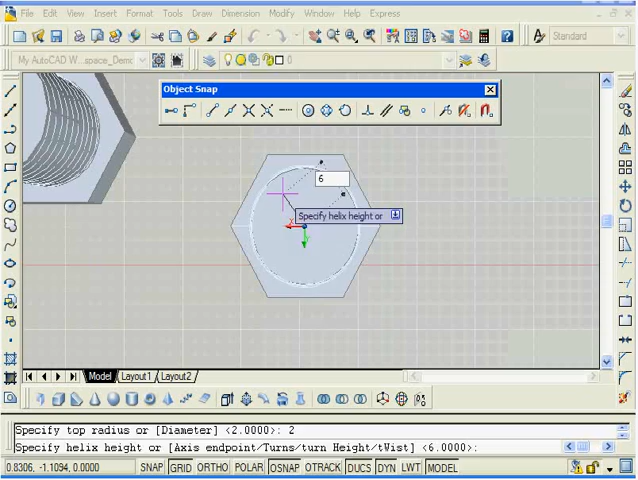 File Edit View Insert Format Tools Draw Dimension Modify Window Help Express
Standard
My AutoCAD W...space_Demo
0
Object Snap
6
Specify helix height or
X
Model Layout1 Layout2
Specify top radius or [Diameter] <2.0000>: 2
Specify helix height or [Axis endpoint/Turns/turn Height/tWist] <6.0000>:
0.8306, -1.1094, 0.0000 SNAP GRID ORTHO POLAR OSNAP OTRACK DUCS DYN LWT MODEL